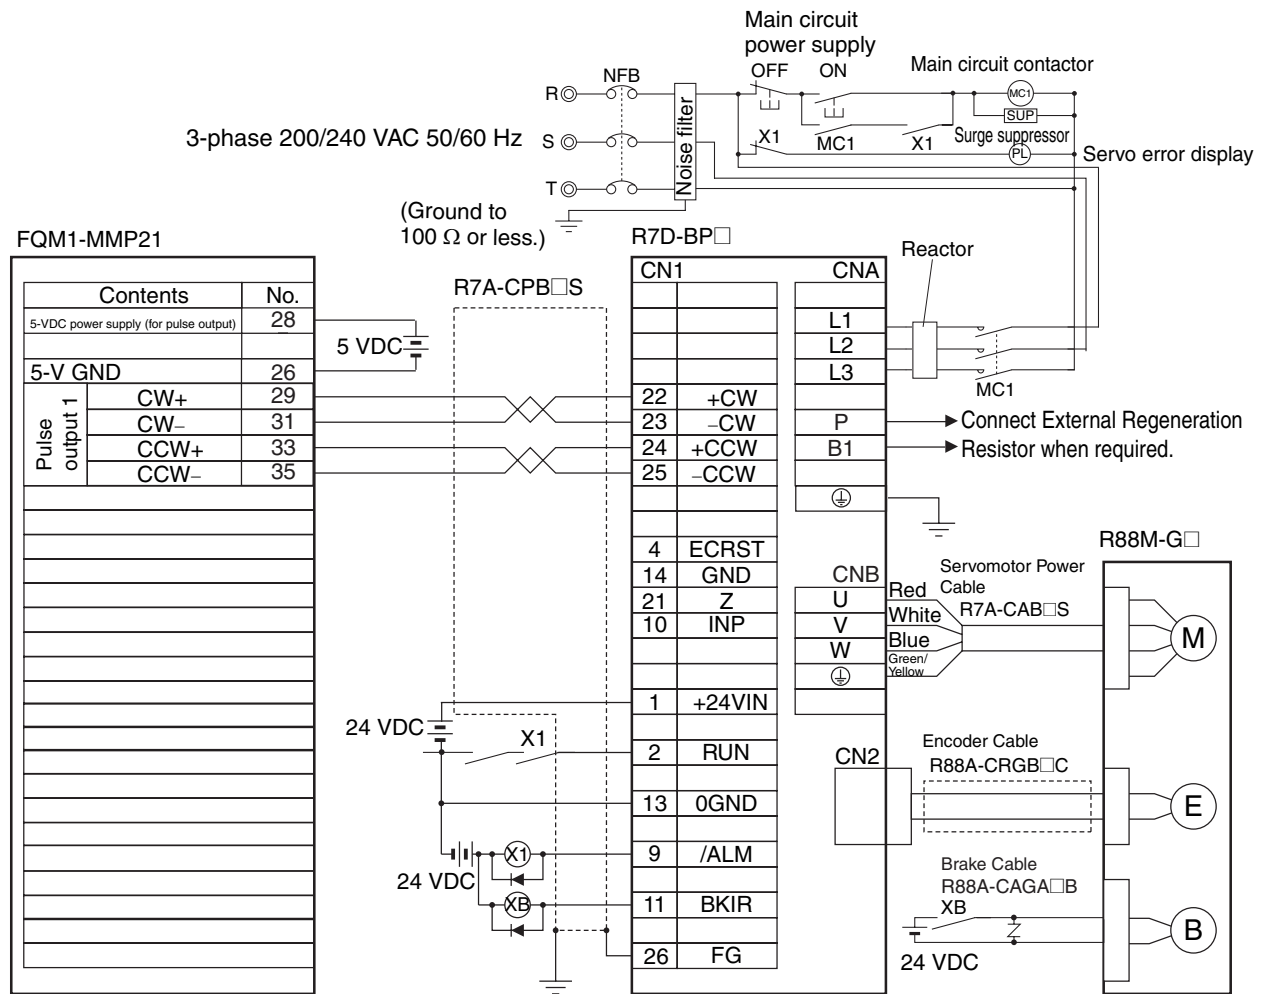 Main circuit
power supply
OFF
ON
Main circuit contactor
NFB
R
MC1
SUP
Noise filter
3-phase 200/240 VAC 50/60 Hz
S
X1
MC1
X1
Surge suppressor
PL
Servo error display
T
(Ground to
100 Ω or less.)
FQM1-MMP21
R7D-BP□
Reactor
R7A-CPB□S
CN1
CNA
Contents
No.
5-VDC power supply (for pulse output)
28
5 VDC
L1
L2
L3
MC1
5-V GND
26
Pulse
output 1
CW+
29
CW–
31
CCW+
33
CCW–
35
22
+CW
23
–CW
24
+CCW
25
–CCW
P
Connect External Regeneration
B1
Resistor when required.
4
ECRST
14
GND
21
Z
10
INP
CNB
U
V
W
Red
White
Blue
Green/
Yellow
Servomotor Power
Cable
R7A-CAB□S
R88M-G□
M
1
+24VIN
24 VDC
X1
2
RUN
13
0GND
X1
9
/ALM
24 VDC
XB
11
BKIR
26
FG
CN2
Encoder Cable
R88A-CRGB□C
E
Brake Cable
R88A-CAGA□B
XB
24 VDC
B